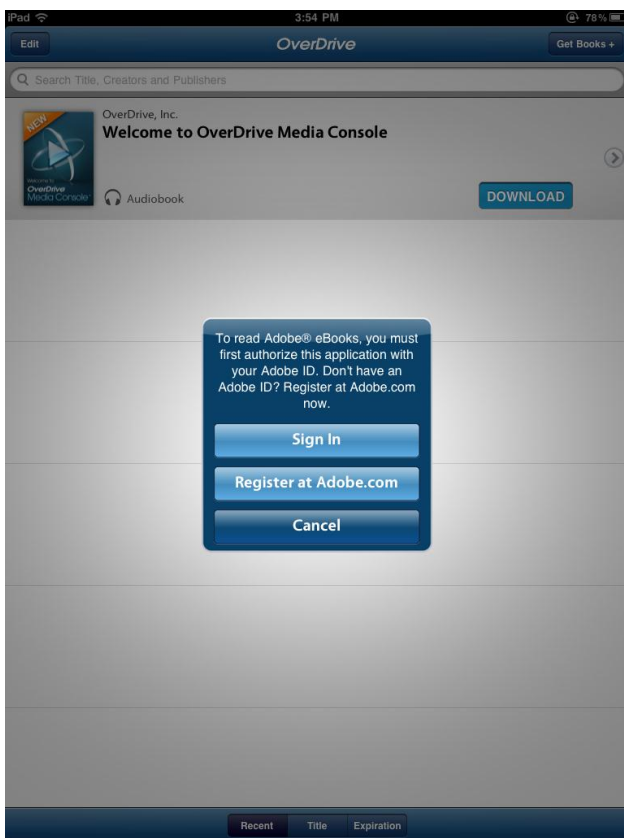 iPad 3:54 PM 78%
Edit OverDrive Get Books +
Search Title, Creators and Publishers
NEW
OverDrive, Inc.
Welcome to OverDrive Media Console
Welcome to
OverDrive
Media Console
Audiobook
DOWNLOAD
To read Adobe® eBooks, you must
first authorize this application with
your Adobe ID. Don't have an
Adobe ID? Register at Adobe.com
now.
Sign In
Register at Adobe.com
Cancel
Recent Title Expiration